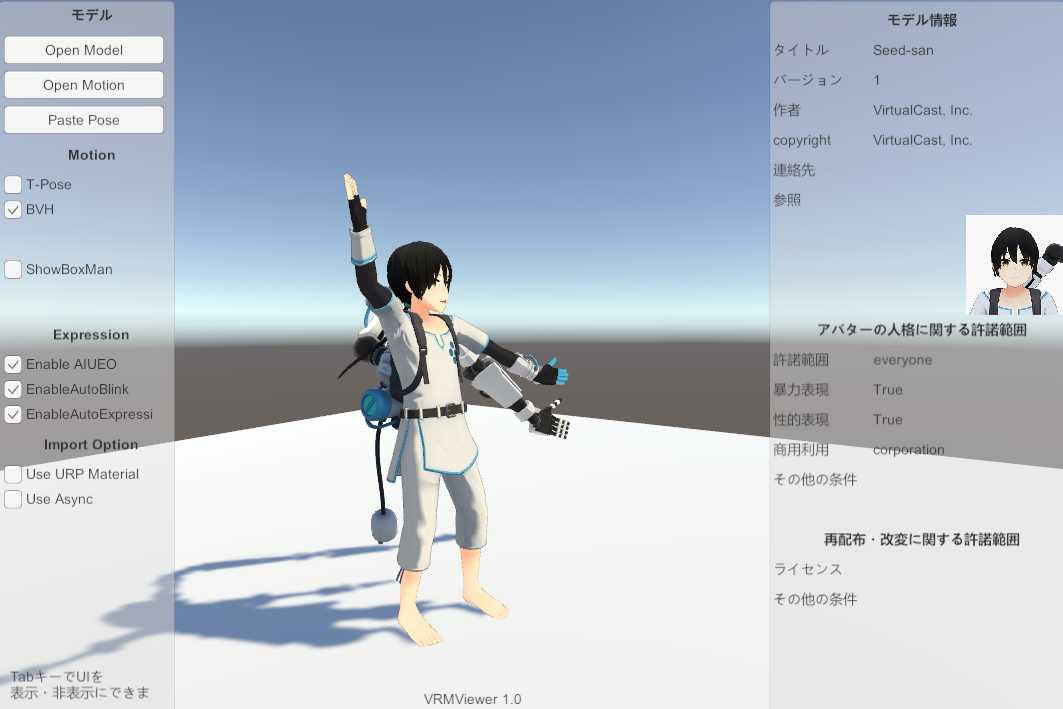 モデル
Open Model
Open Motion
Paste Pose
Motion
T-Pose
BVH
ShowBoxMan
Expression
Enable AIUEO
EnableAutoBlink
EnableAutoExpressi
Import Option
Use URP Material
Use Async
TabキーでUIを
表示・非表示にできま
VRMViewer 1.0
モデル情報
タイトル Seed-san
バージョン 1
作者 VirtualCast, Inc.
copyright VirtualCast, Inc.
連絡先
参照
アバターの人格に関する許諾範囲
許諾範囲 everyone
暴力表現 True
性的表現 True
商用利用 corporation
その他の条件
再配布・改変に関する許諾範囲
ライセンス
その他の条件